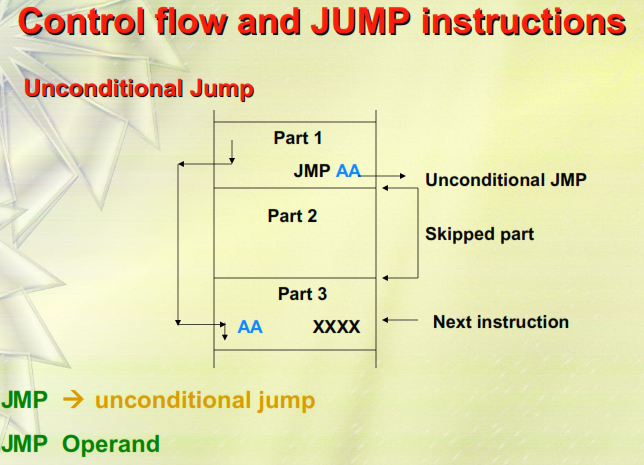 Control flow and JUMP instructions
Unconditional Jump
Part 1
JMP AA
Unconditional JMP
Part 2
Skipped part
Part 3
AA XXXX
Next instruction
JMP → unconditional jump
JMP Operand